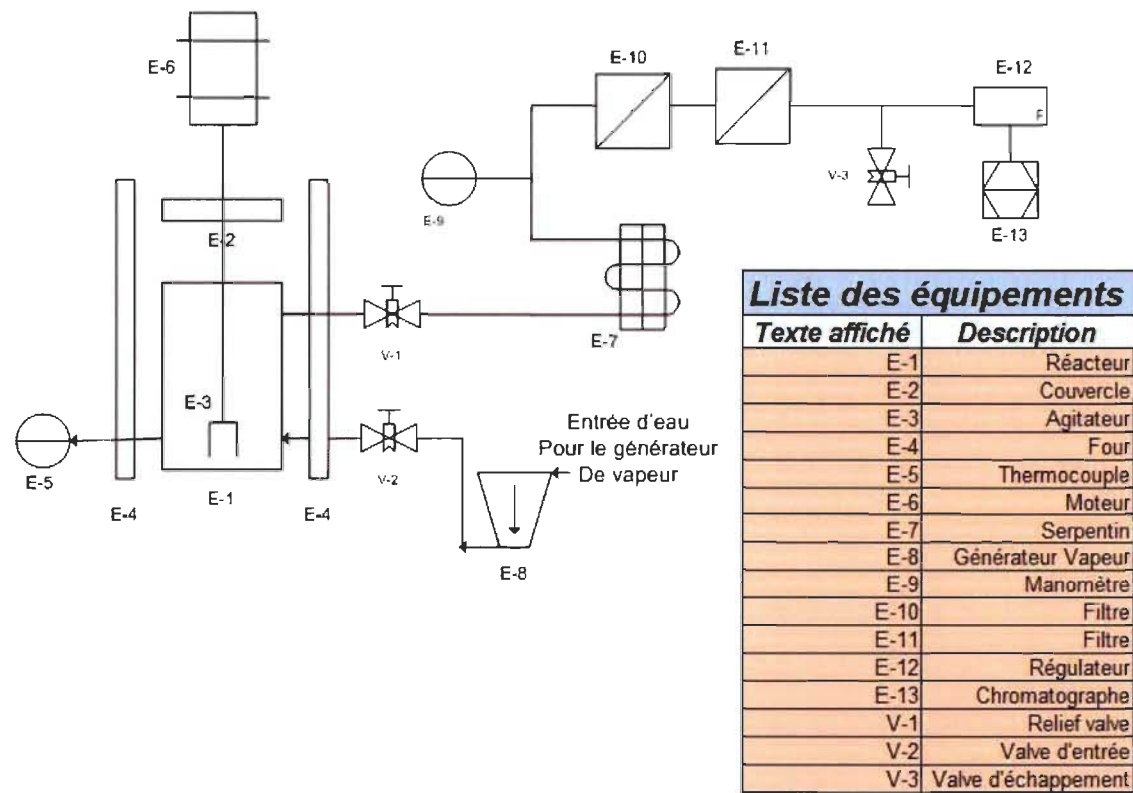 E-6
E-10
E-11
E-12
F
V-3
E-9
E-13
E-2
E-7
V-1
E-3
Entrée d'eau
Pour le générateur
De vapeur
E-5
E-1
V-2
E-4
E-4
E-8
Liste des équipements
Texte affiché Description
E-1 Réacteur
E-2 Couvercle
E-3 Agitateur
E-4 Four
E-5 Thermocouple
E-6 Moteur
E-7 Serpentin
E-8 Générateur Vapeur
E-9 Manomètre
E-10 Filtre
E-11 Filtre
E-12 Régulateur
E-13 Chromatographe
V-1 Relief valve
V-2 Valve d'entrée
V-3 Valve d'échappement